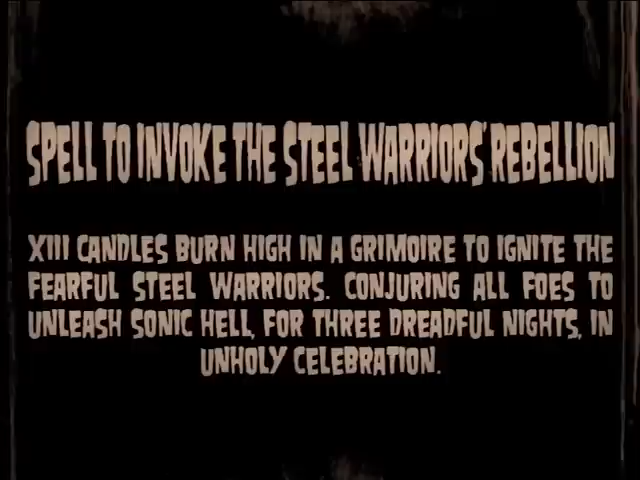 SPELL TO INVOKE THE STEEL WARRIORS' REBELLION
XIII CANDLES BURN HIGH IN A GRIMOIRE TO IGNITE THE
FEARFUL STEEL WARRIORS. CONJURING ALL FOES TO
UNLEASH SONIC HELL, FOR THREE DREADFUL NIGHTS, IN
UNHOLY CELEBRATION.